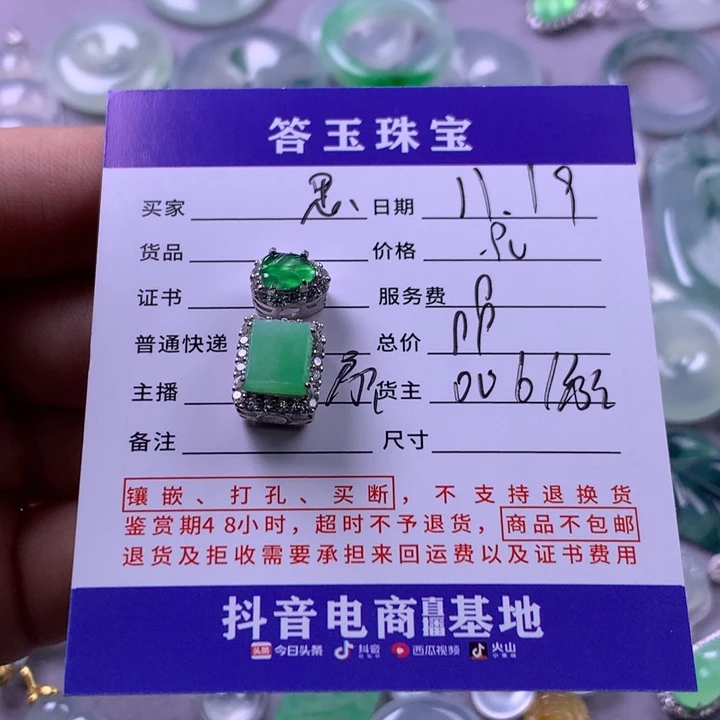 答玉珠宝
买家 思 日期 11.19
货品 价格
证书 服务费
普通快递 总价
主播 货主 0061
备注 尺寸
镶嵌、打孔、买断，不支持退换货
鉴赏期48小时，超时不予退货，商品不包邮
退货及拒收需要承担来回运费以及证书费用
抖音电商直播基地
头条 今日头条 抖音 西瓜视频 火山